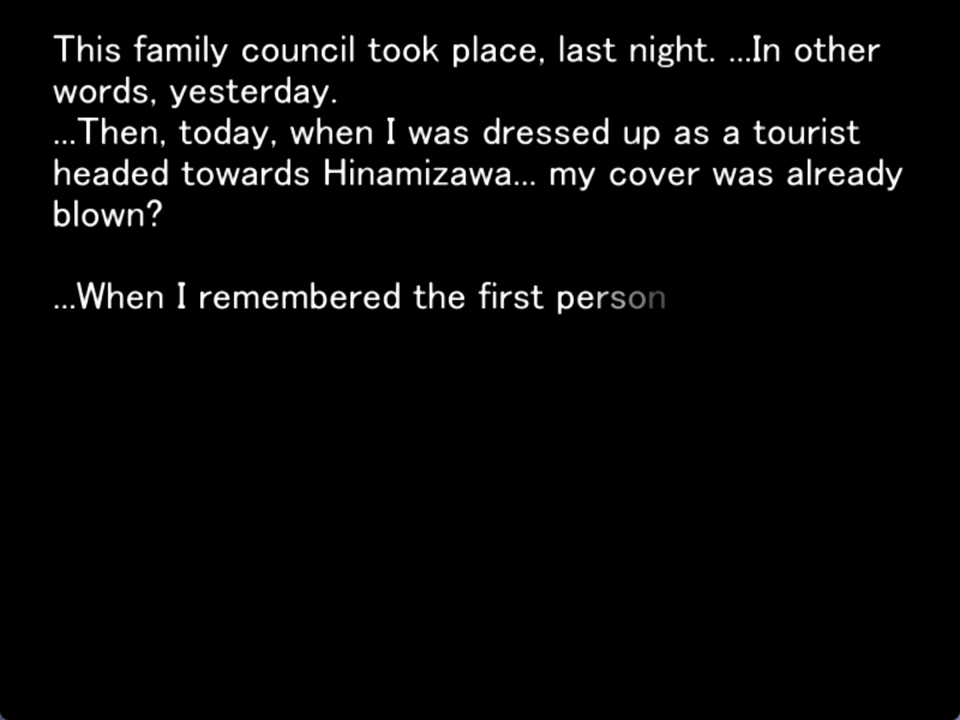 This family council took place, last night. ...In other
words, yesterday.
...Then, today, when I was dressed up as a tourist
headed towards Hinamizawa... my cover was already
blown?
...When I remembered the first person